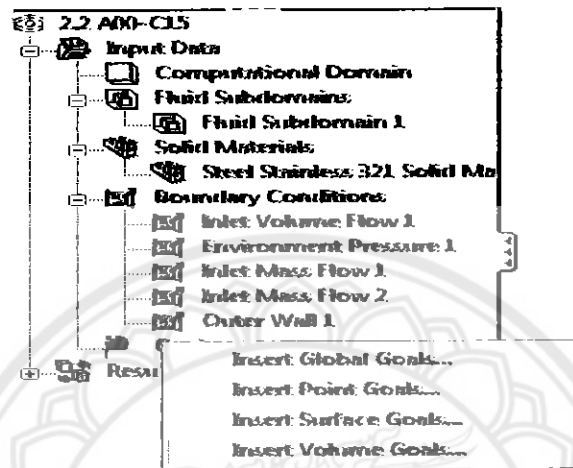 2.2 A00-C15
Input Data
Computational Domain
Fluid Subdomains
Fluid Subdomain 1
Solid Materials
Steel Stainless 321 Solid Ma
Boundary Conditions
Inlet Volume Flow 1
Environment Pressure 1
Inlet Mass Flow 1
Inlet Mass Flow 2
Outer Wall 1
Insert Global Goals...
Resu
Insert Point Goals...
Insert Surface Goals...
Insert Volume Goals...